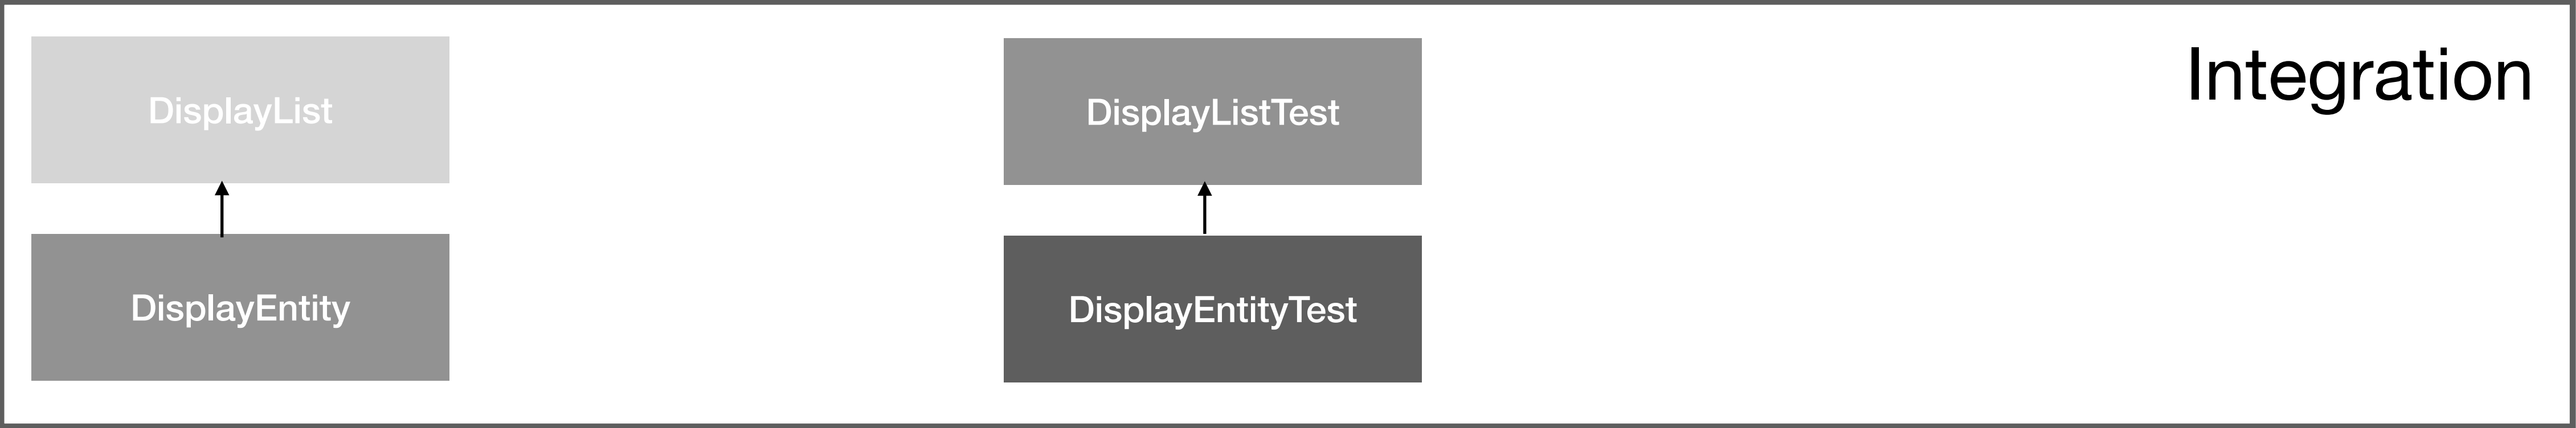 DisplayList
DisplayListTest
Integration
DisplayEntity
DisplayEntityTest